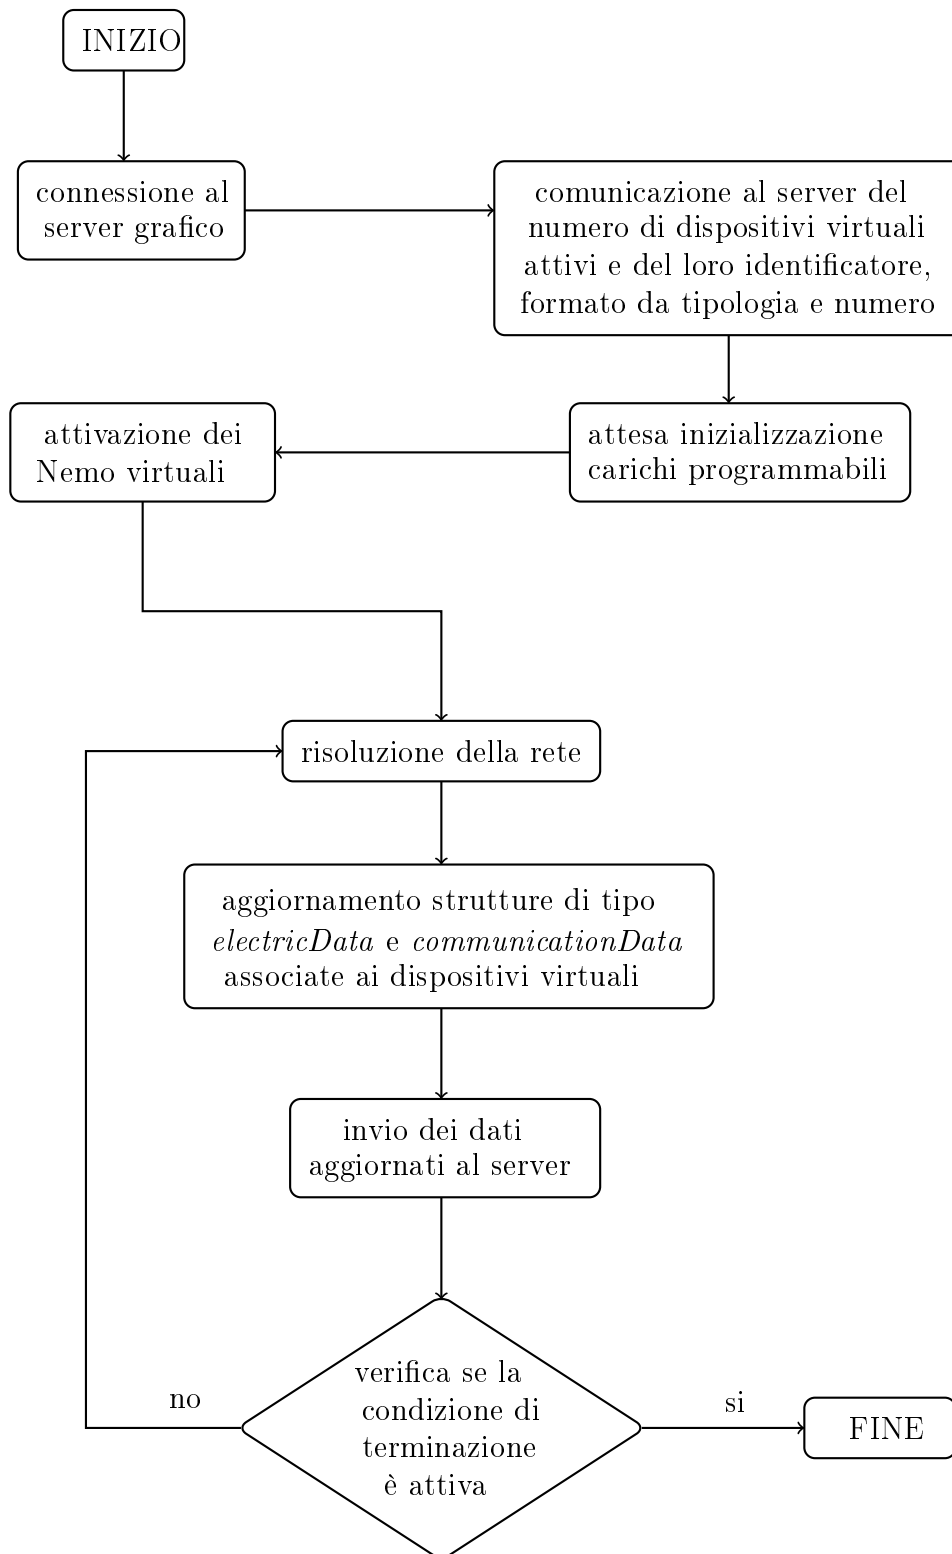 INIZIO
connessione al
server grafico
comunicazione al server del
numero di dispositivi virtuali
attivi e del loro identificatore,
formato da tipologia e numero
attesa inizializzazione
carichi programmabili
attivazione dei
Nemo virtuali
risoluzione della rete
aggiornamento strutture di tipo
electricData e communicationData
associate ai dispositivi virtuali
invio dei dati
aggiornati al server
verifica se la
condizione di
terminazione
è attiva
no
si
FINE